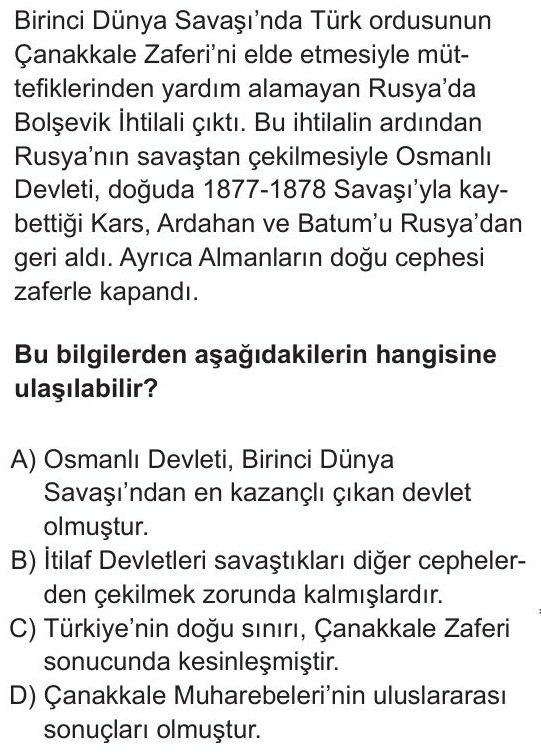 Birinci Dünya Savaşı’nda Türk ordusunun
Çanakkale Zaferi’ni elde etmesiyle müt-
tefiklerinden yardım alamayan Rusya’da
Bolşevik İhtilali çıktı. Bu ihtilalin ardından
Rusya’nın savaştan çekilmesiyle Osmanlı
Devleti, doğuda 1877-1878 Savaşı’yla kay-
bettiği Kars, Ardahan ve Batum’u Rusya’dan
geri aldı. Ayrıca Almanların doğu cephesi
zaferle kapandı.
Bu bilgilerden aşağıdakilerin hangisine
ulaşılabilir?
A) Osmanlı Devleti, Birinci Dünya
Savaşı’ndan en kazançlı çıkan devlet
olmuştur.
B) İtilaf Devletleri savaştıkları diğer cepheler-
den çekilmek zorunda kalmışlardır.
C) Türkiye’nin doğu sınırı, Çanakkale Zaferi
sonucunda kesinleşmiştir.
D) Çanakkale Muharebeleri’nin uluslararası
sonuçları olmuştur.